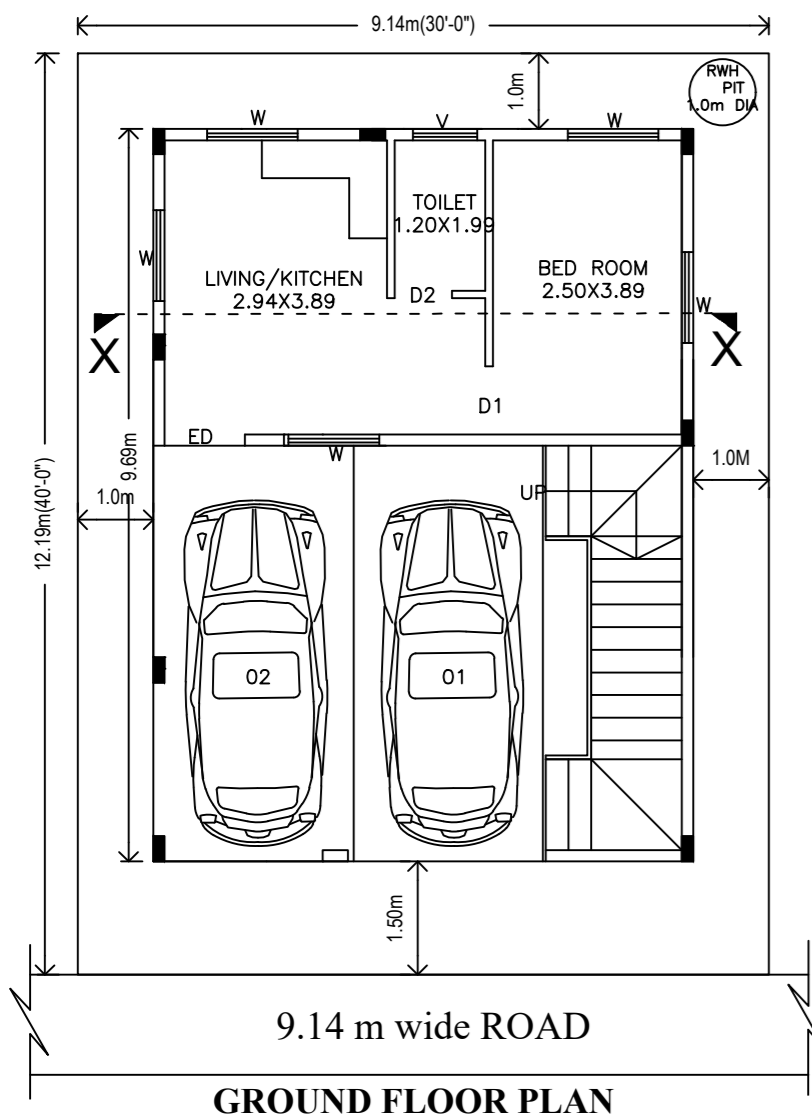 9.14m(30'-0")
RWH
PIT
1.0m DIA
1.0m
W
V
W
TOILET
1.20X1.99
W
LIVING/KITCHEN
2.94X3.89
BED ROOM
2.50X3.89
D2
W
X
X
D1
ED
W
9.69m
12.19m(40'-0")
1.0m
1.0M
UP
02
01
1.50m
9.14 m wide ROAD
GROUND FLOOR PLAN